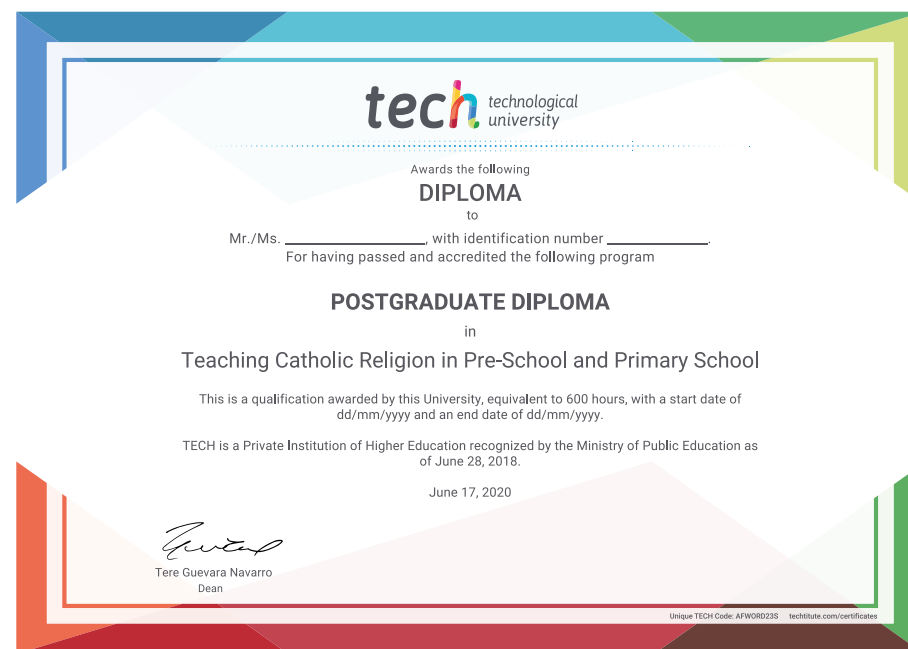 tech technological
university
Awards the following
DIPLOMA
to
Mr./Ms. ____________________, with identification number ______________.
For having passed and accredited the following program
POSTGRADUATE DIPLOMA
in
Teaching Catholic Religion in Pre-School and Primary School
This is a qualification awarded by this University, equivalent to 600 hours, with a start date of
dd/mm/yyyy and an end date of dd/mm/yyyy.
TECH is a Private Institution of Higher Education recognized by the Ministry of Public Education as
of June 28, 2018.
June 17, 2020
Tere Guevara Navarro
Dean
Unique TECH Code: AFWORD23S techtitute.com/certificates